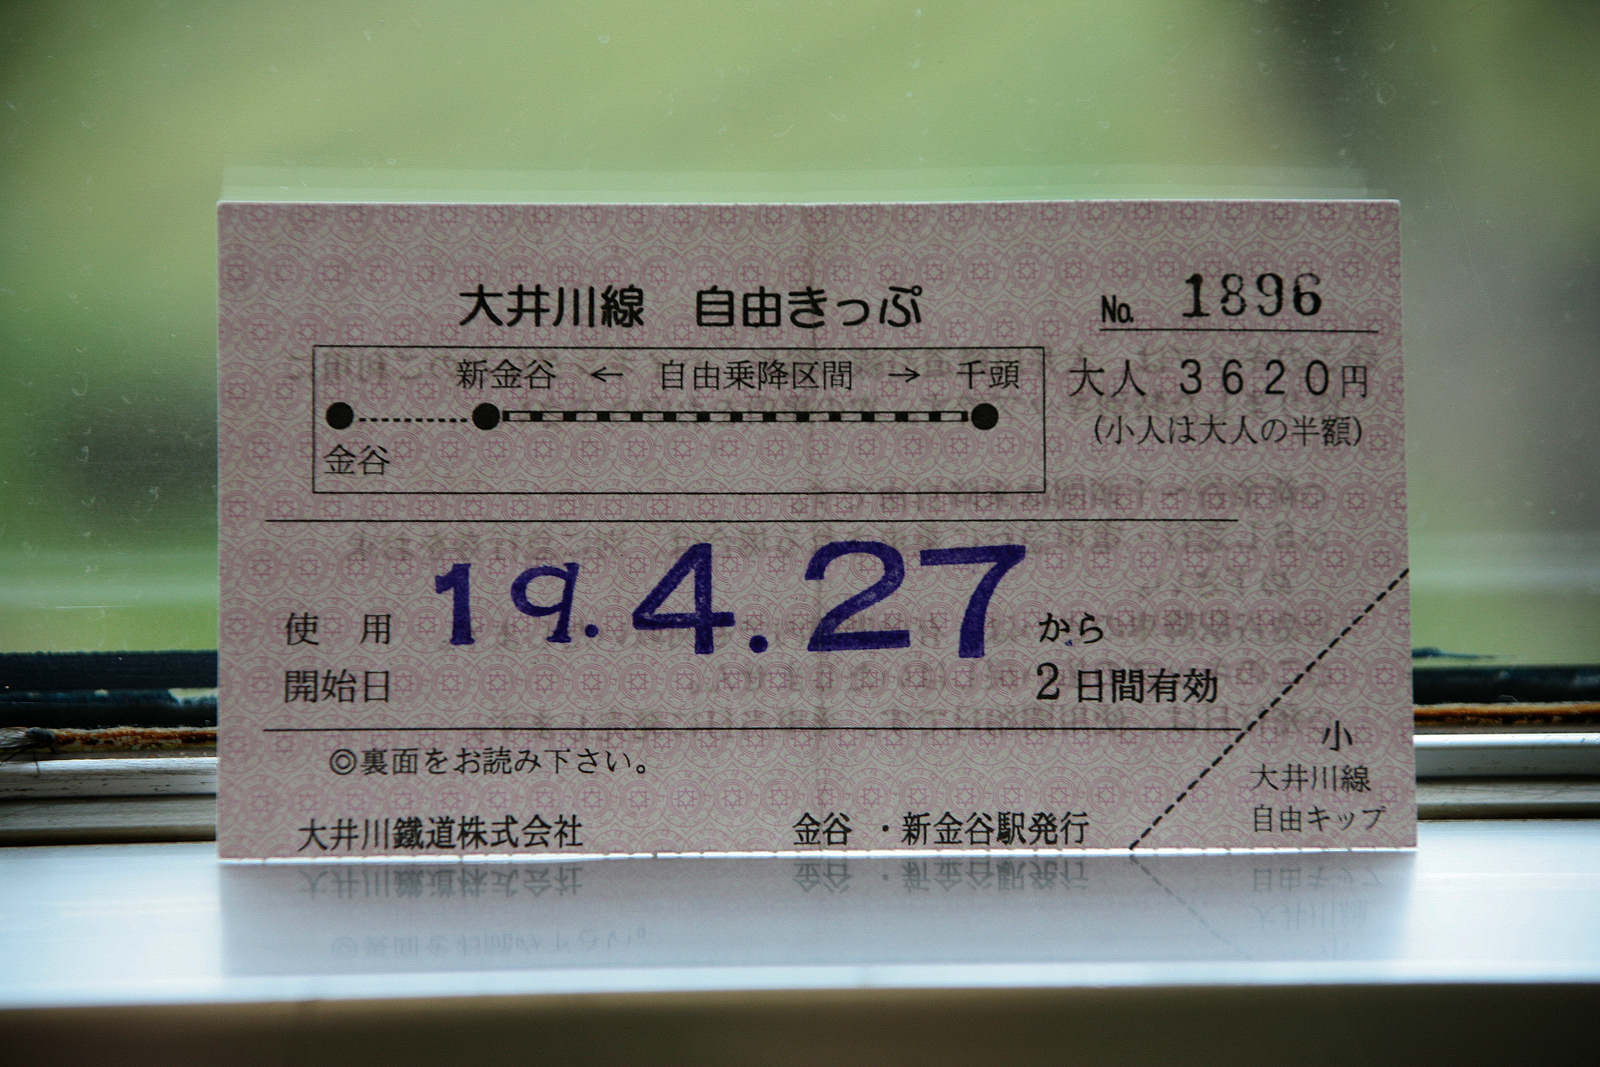 大井川線 自由きっぷ
No. 1896
新金谷 ← 自由乗降区間 → 千頭
金谷
大人 3620円
(小人は大人の半額)
使用開始日
19.4.27
から
2日間有効
◎裏面をお読み下さい。
大井川鐵道株式会社
金谷・新金谷駅発行
小
大井川線
自由キップ